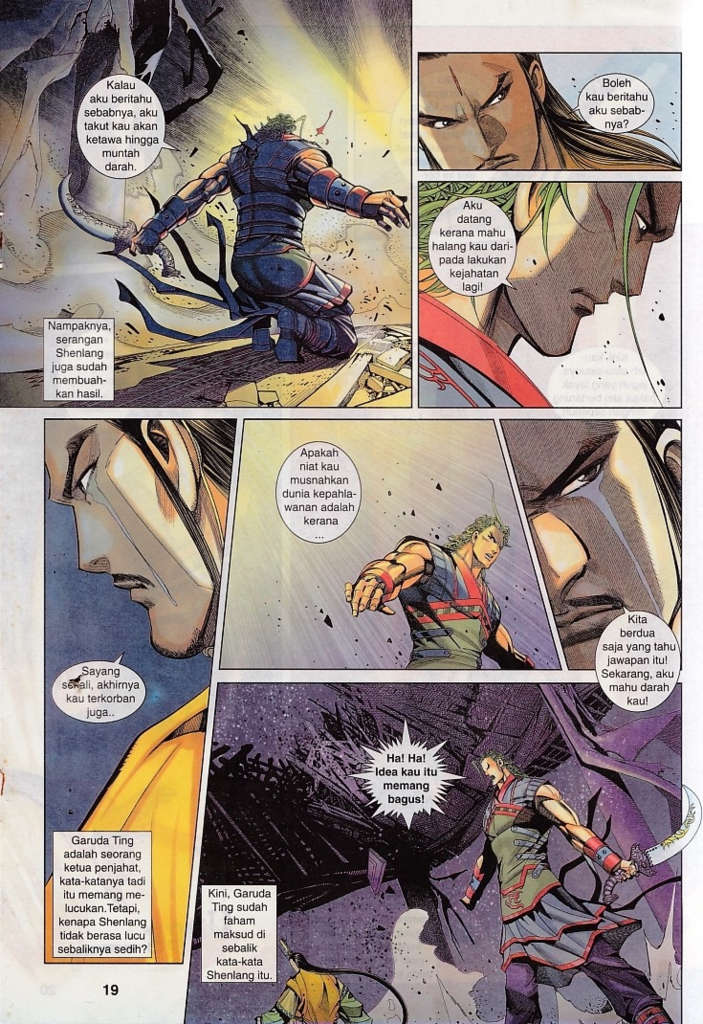 Kalau
aku beritahu
sebabnya, aku
takut kau akan
ketawa hingga
muntah
darah.
Nampaknya,
serangan
Shenlang
juga sudah
membuah-
kan hasil.
Boleh
kau beritahu
aku sebab-
nya?
Aku
datang
kerana mahu
halang kau dari-
pada lakukan
kejahatan
lagi!
Sayang
sekali, akhirnya
kau terkorban
juga..
Garuda Ting
adalah seorang
ketua penjahat,
kata-katanya tadi
itu memang me-
lucukan.Tetapi,
kenapa Shenlang
tidak berasa lucu
sebaliknya sedih?
Apakah
niat kau
musnahkan
dunia kepahla-
wanan adalah
kerana
...
Kita
berdua
saja yang tahu
jawapan itu!
Sekarang, aku
mahu darah
kau!
Ha! Ha!
Idea kau itu
memang
bagus!
Kini, Garuda
Ting sudah
faham
maksud di
sebalik
kata-kata
Shenlang itu.
19